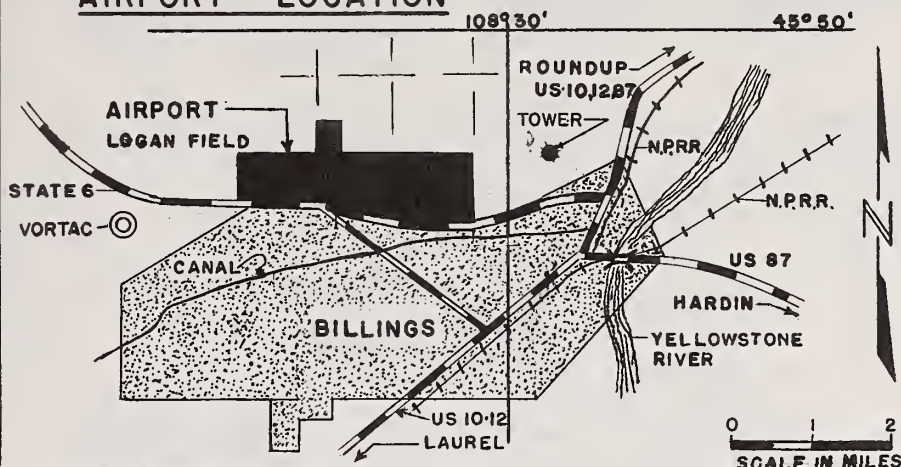 AIRPORT LOCATION
108°30' 45°50'
ROUNDUP
US·10,12,87
TOWER
N.P.R.R.
AIRPORT
LOGAN FIELD
STATE 6
VORTAC
N.P.R.R.
N
CANAL
US 87
HARDIN
BILLINGS
YELLOWSTONE
RIVER
US 10·12
LAUREL
0 1 2
SCALE IN MILES